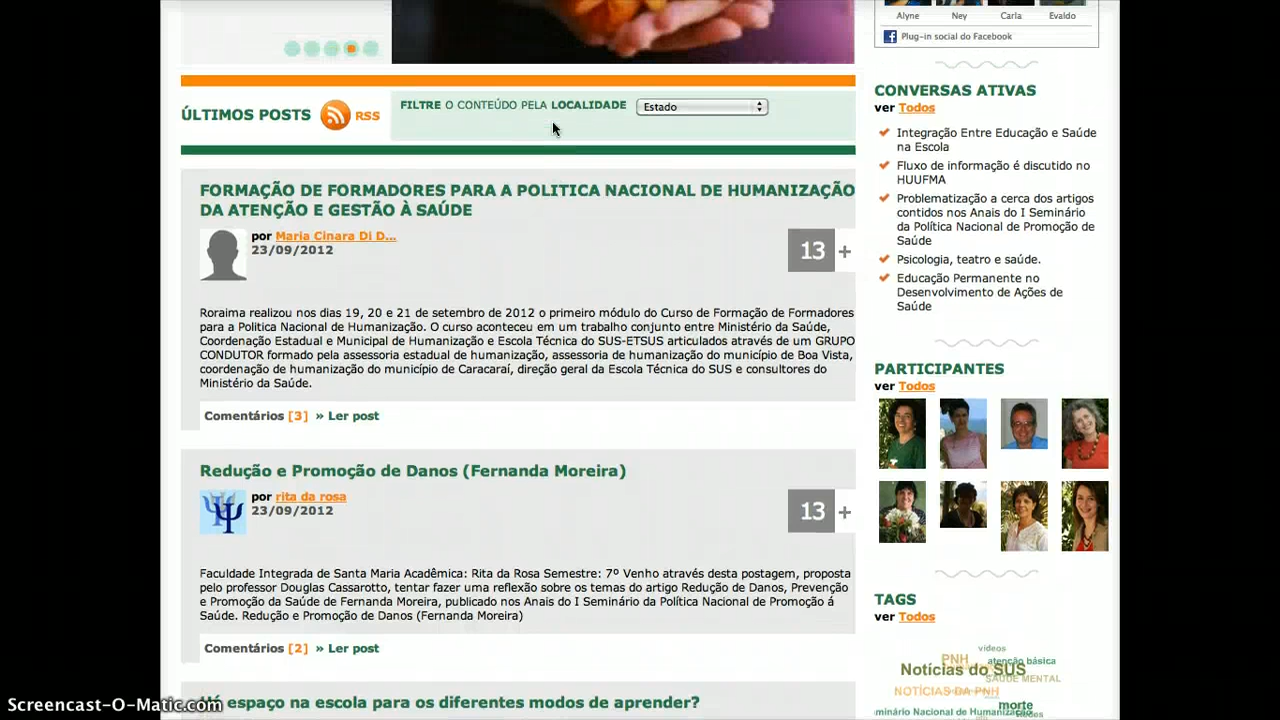 Alyne Ney Carla Evaldo
Plug-in social do Facebook
ÚLTIMOS POSTS RSS
FILTRE O CONTEÚDO PELA LOCALIDADE Estado
FORMAÇÃO DE FORMADORES PARA A POLITICA NACIONAL DE HUMANIZAÇÃO
DA ATENÇÃO E GESTÃO À SAÚDE
por Maria Cinara Di D...
23/09/2012
13 +
Roraima realizou nos dias 19, 20 e 21 de setembro de 2012 o primeiro módulo do Curso de Formação de Formadores
para a Politica Nacional de Humanização. O curso aconteceu em um trabalho conjunto entre Ministério da Saúde,
Coordenação Estadual e Municipal de Humanização e Escola Técnica do SUS-ETSUS articulados através de um GRUPO
CONDUTOR formado pela assessoria estadual de humanização, assessoria de humanização do município de Boa Vista,
coordenação de humanização do município de Caracaraí, direção geral da Escola Técnica do SUS e consultores do
Ministério da Saúde.
Comentários [3] » Ler post
Redução e Promoção de Danos (Fernanda Moreira)
por rita da rosa
23/09/2012
13 +
Faculdade Integrada de Santa Maria Acadêmica: Rita da Rosa Semestre: 7º Venho através desta postagem, proposta
pelo professor Douglas Cassarotto, tentar fazer uma reflexão sobre os temas do artigo Redução de Danos, Prevenção
e Promoção da Saúde de Fernanda Moreira, publicado nos Anais do I Seminário da Política Nacional de Promoção á
Saúde. Redução e Promoção de Danos (Fernanda Moreira)
Comentários [2] » Ler post
espaço na escola para os diferentes modos de aprender?
CONVERSAS ATIVAS
ver Todos
Integração Entre Educação e Saúde
na Escola
Fluxo de informação é discutido no
HUUFMA
Problematização a cerca dos artigos
contidos nos Anais do I Seminário
da Política Nacional de Promoção de
Saúde
Psicologia, teatro e saúde.
Educação Permanente no
Desenvolvimento de Ações de
Saúde
PARTICIPANTES
ver Todos
TAGS
ver Todos
videos
PNH atenção básica
Notícias do SUS
SAÚDE MENTAL
NOTÍCIAS DA PNH
morte
Seminário Nacional de Humanização
Screencast-O-Matic.com